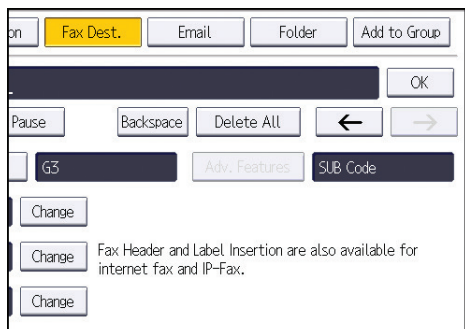 on Fax Dest. Email Folder Add to Group
OK
Pause Backspace Delete All ← →
G3 Adv. Features SUB Code
Change
Change Fax Header and Label Insertion are also available for
internet fax and IP-Fax.
Change